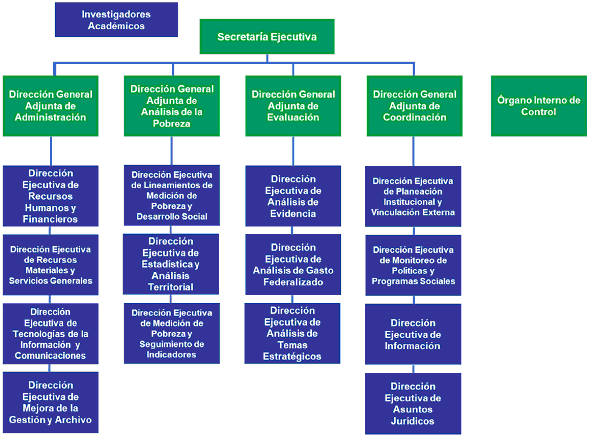 Investigadores
Académicos
Secretaría Ejecutiva
Dirección General
Adjunta de
Administración
Dirección General
Adjunta de
Análisis de la
Pobreza
Dirección General
Adjunta de
Evaluación
Dirección General
Adjunta de
Coordinación
Órgano Interno de
Control
Dirección
Ejecutiva de
Recursos
Humanos y
Financieros
Dirección Ejecutiva
de Lineamientos de
Medición de
Pobreza y
Desarrollo Social
Dirección
Ejecutiva de
Análisis de
Evidencia
Dirección Ejecutiva
de Planeación
Institucional y
Vinculación Externa
Dirección Ejecutiva
de Recursos
Materiales y
Servicios Generales
Dirección
Ejecutiva de
Estadística y
Análisis
Territorial
Dirección
Ejecutiva de
Análisis de Gasto
Federalizado
Dirección Ejecutiva
de Monitoreo de
Políticas y
Programas Sociales
Dirección
Ejecutiva de
Tecnologías de la
Información y
Comunicaciones
Dirección Ejecutiva
de Medición de
Pobreza y
Seguimiento de
Indicadores
Dirección
Ejecutiva de
Análisis de
Temas
Estratégicos
Dirección
Ejecutiva de
Información
Dirección
Ejecutiva de
Mejora de la
Gestión y Archivo
Dirección
Ejecutiva de
Asuntos
Jurídicos